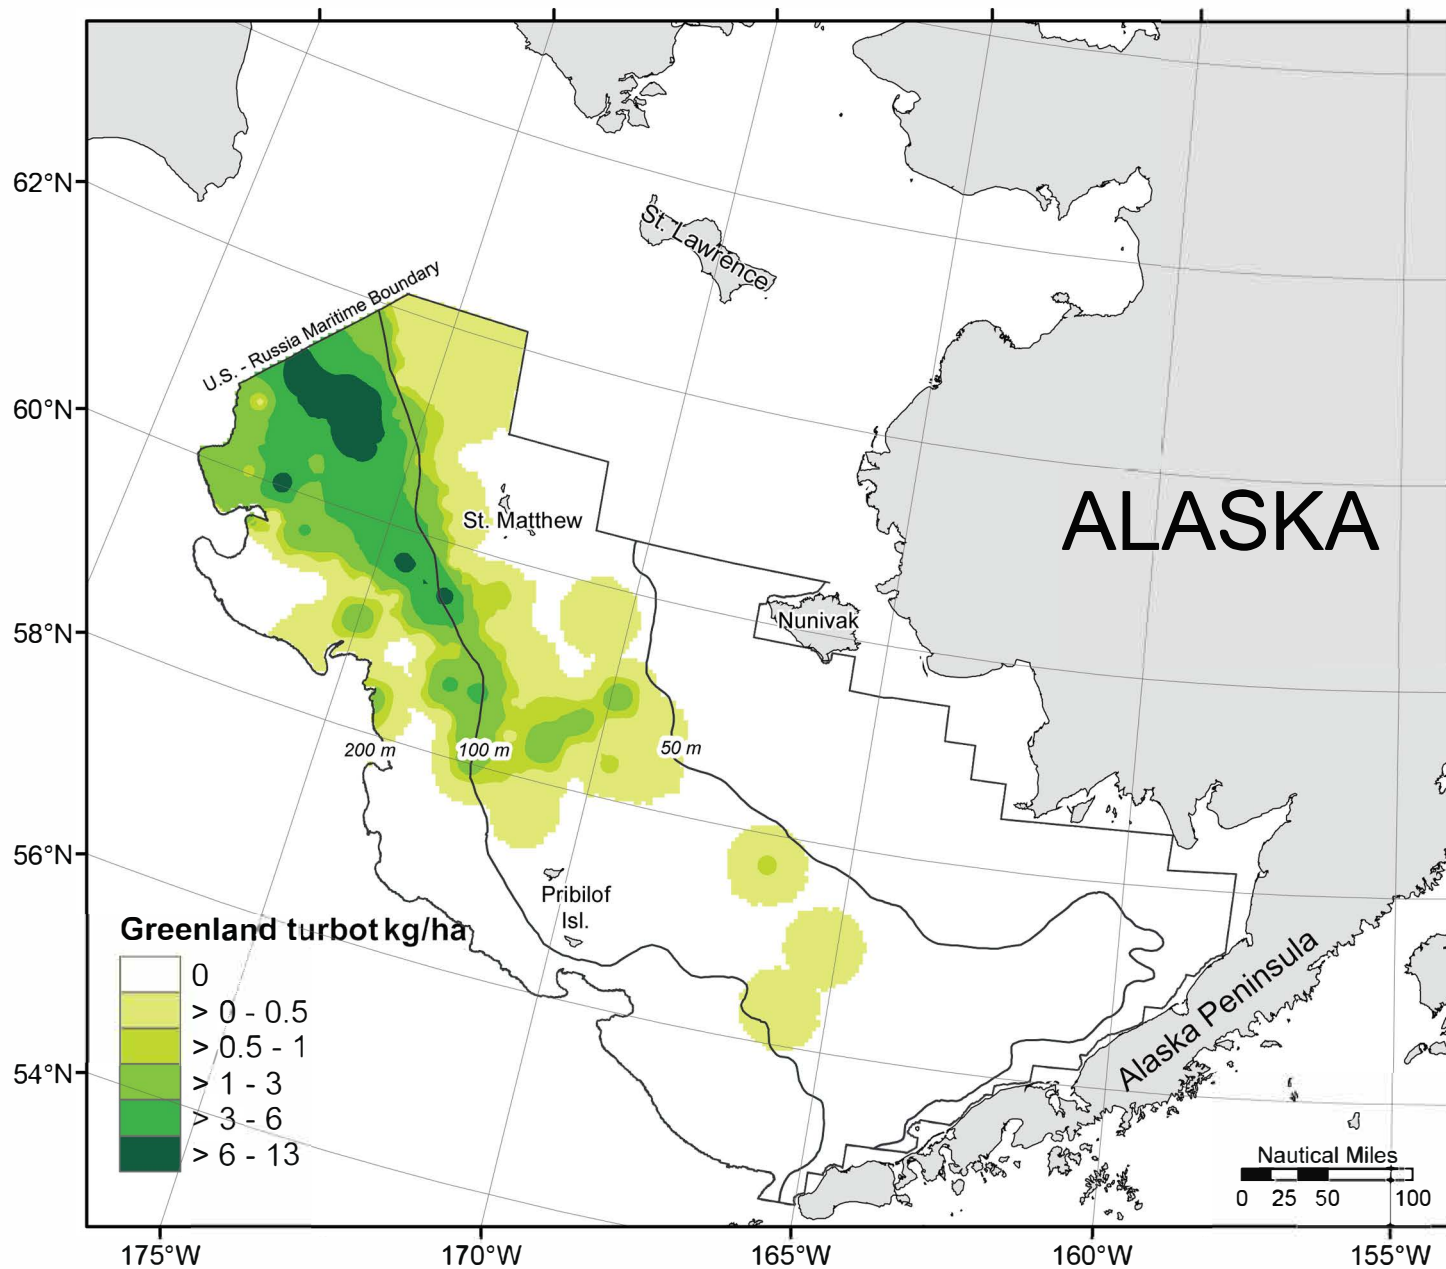 62°N
60°N
58°N
56°N
54°N
St. Lawrence
U.S. - Russia Maritime Boundary
ALASKA
St. Matthew
Nunivak
200 m
100 m
50 m
Pribilof
Isl.
Alaska Peninsula
Greenland turbot kg/ha
0
> 0 - 0.5
> 0.5 - 1
> 1 - 3
> 3 - 6
> 6 - 13
Nautical Miles
0 25 50 100
175°W 170°W 165°W 160°W 155°W